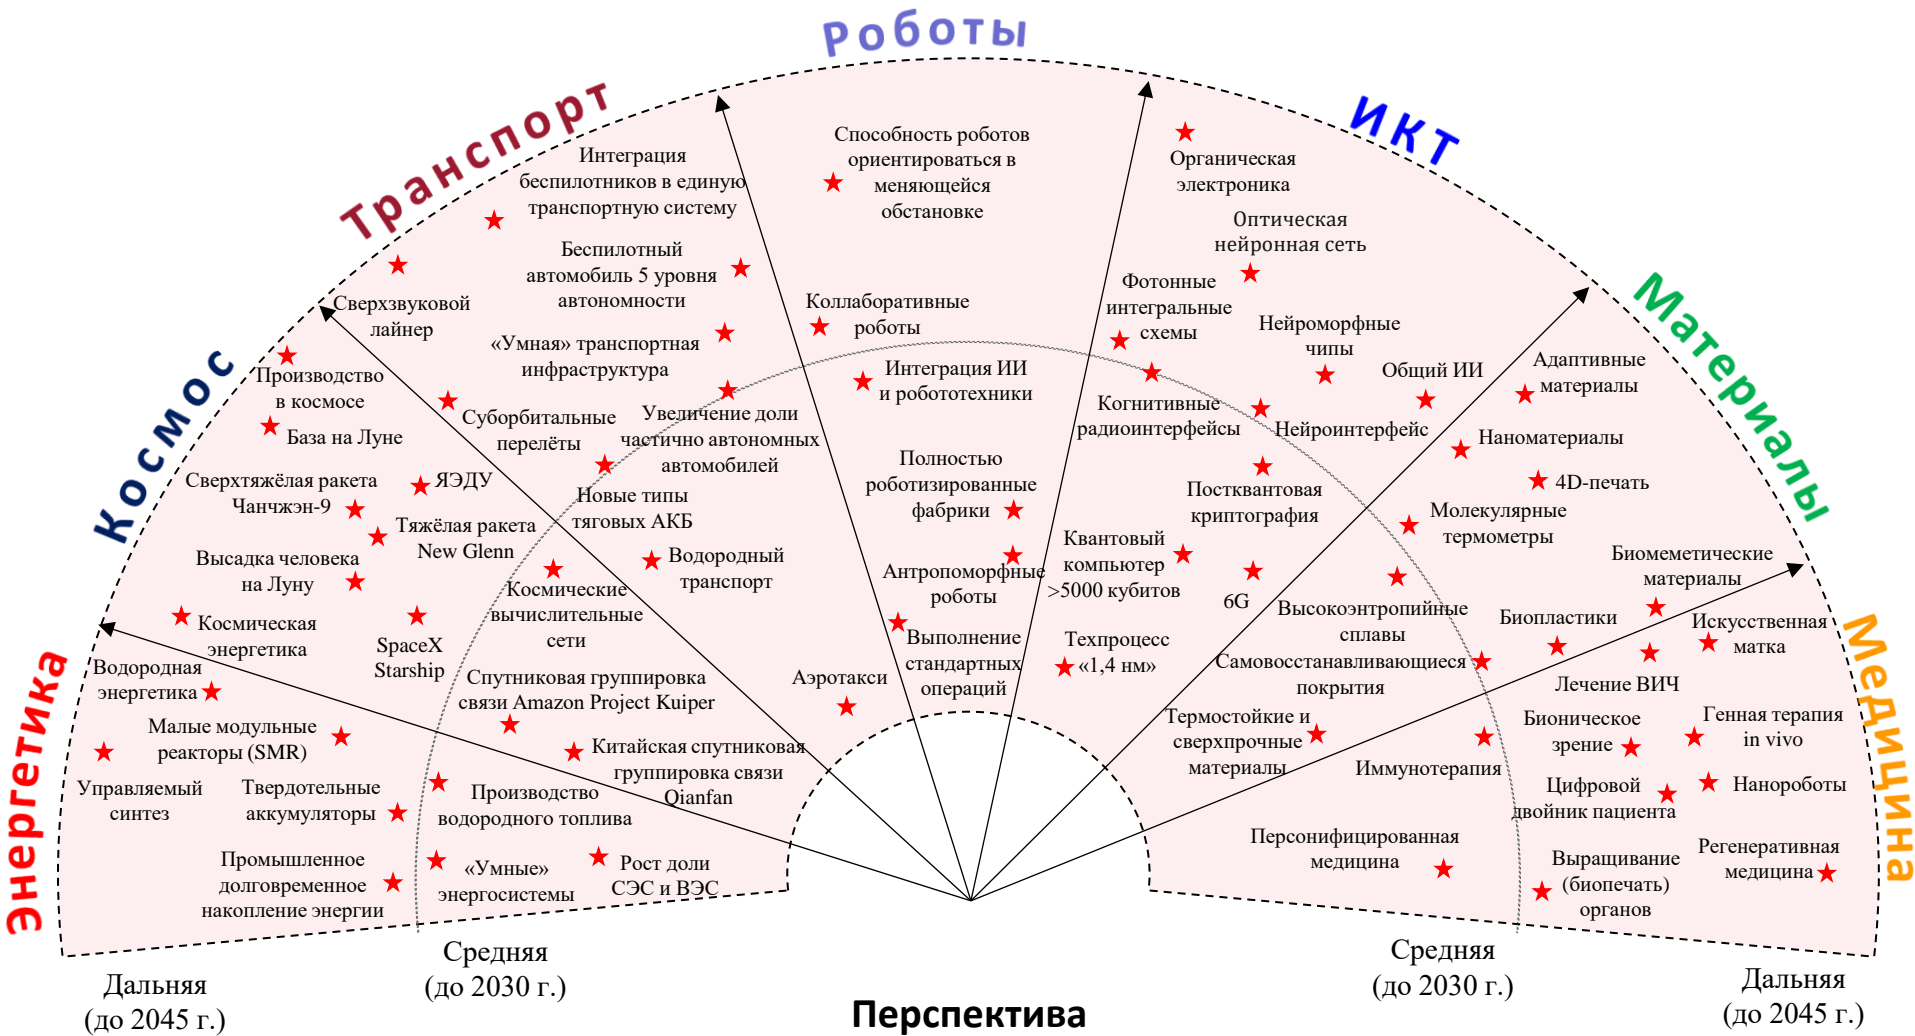 Роботы
Транспорт
ИКТ
Космос
Материалы
Энергетика
Медицина
Интеграция
беспилотников в единую
транспортную систему
Беспилотный
автомобиль 5 уровня
автономности
Сверхзвуковой
лайнер
«Умная» транспортная
инфраструктура
Суборбитальные
перелёты
Увеличение доли
частично автономных
автомобилей
Новые типы
тяговых АКБ
Водородный
транспорт
Аэротакси
Способность роботов
ориентироваться в
меняющейся
обстановке
Коллаборативные
роботы
Интеграция ИИ
и робототехники
Полностью
роботизированные
фабрики
Антропоморфные
роботы
Выполнение
стандартных
операций
Органическая
электроника
Оптическая
нейронная сеть
Фотонные
интегральные
схемы
Нейроморфные
чипы
Общий ИИ
Когнитивные
радиоинтерфейсы
Нейроинтерфейс
Постквантовая
криптография
Квантовый
компьютер
>5000 кубитов
6G
Техпроцесс
«1,4 нм»
Адаптивные
материалы
Наноматериалы
4D-печать
Молекулярные
термометры
Биомеметические
материалы
Высокоэнтропийные
сплавы
Биопластики
Самовосстанавливающиеся
покрытия
Термостойкие и
сверхпрочные
материалы
Искусственная
матка
Лечение ВИЧ
Бионическое
зрение
Генная терапия
in vivo
Иммунотерапия
Цифровой
двойник пациента
Нанороботы
Персонифицированная
медицина
Выращивание
(биопечать)
органов
Регенеративная
медицина
Производство
в космосе
База на Луне
Сверхтяжёлая ракета
Чанчжэн-9
ЯЭДУ
Тяжёлая ракета
New Glenn
Высадка человека
на Луну
Космическая
энергетика
SpaceX
Starship
Космические
вычислительные
сети
Спутниковая группировка
связи Amazon Project Kuiper
Китайская спутниковая
группировка связи
Qianfan
Водородная
энергетика
Малые модульные
реакторы (SMR)
Управляемый
синтез
Твердотельные
аккумуляторы
Производство
водородного топлива
Промышленное
долговременное
накопление энергии
«Умные»
энергосистемы
Рост доли
СЭС и ВЭС
Дальняя
(до 2045 г.)
Средняя
(до 2030 г.)
Перспектива
Средняя
(до 2030 г.)
Дальняя
(до 2045 г.)